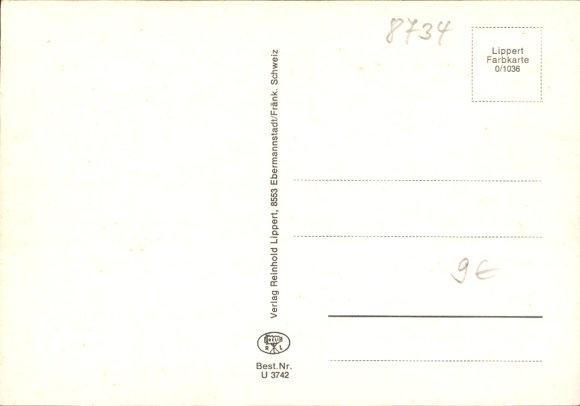 8734
Lippert
Farbkarte
0/1036
Verlag Reinhold Lippert, 8553 Ebermannstadt/Fränk. Schweiz
9€
Best.Nr.
U 3742